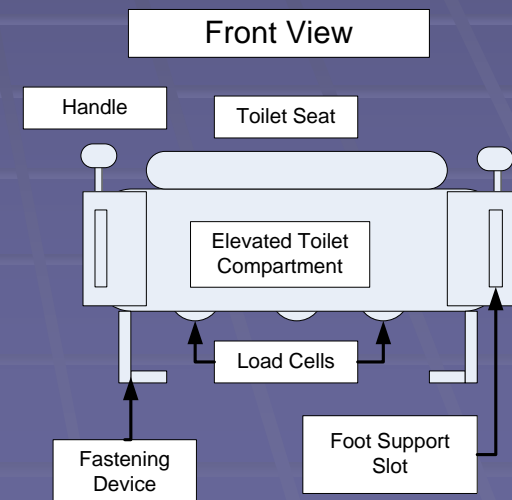 Front View
Handle
Toilet Seat
Elevated Toilet
Compartment
Load Cells
Foot Support
Slot
Fastening
Device